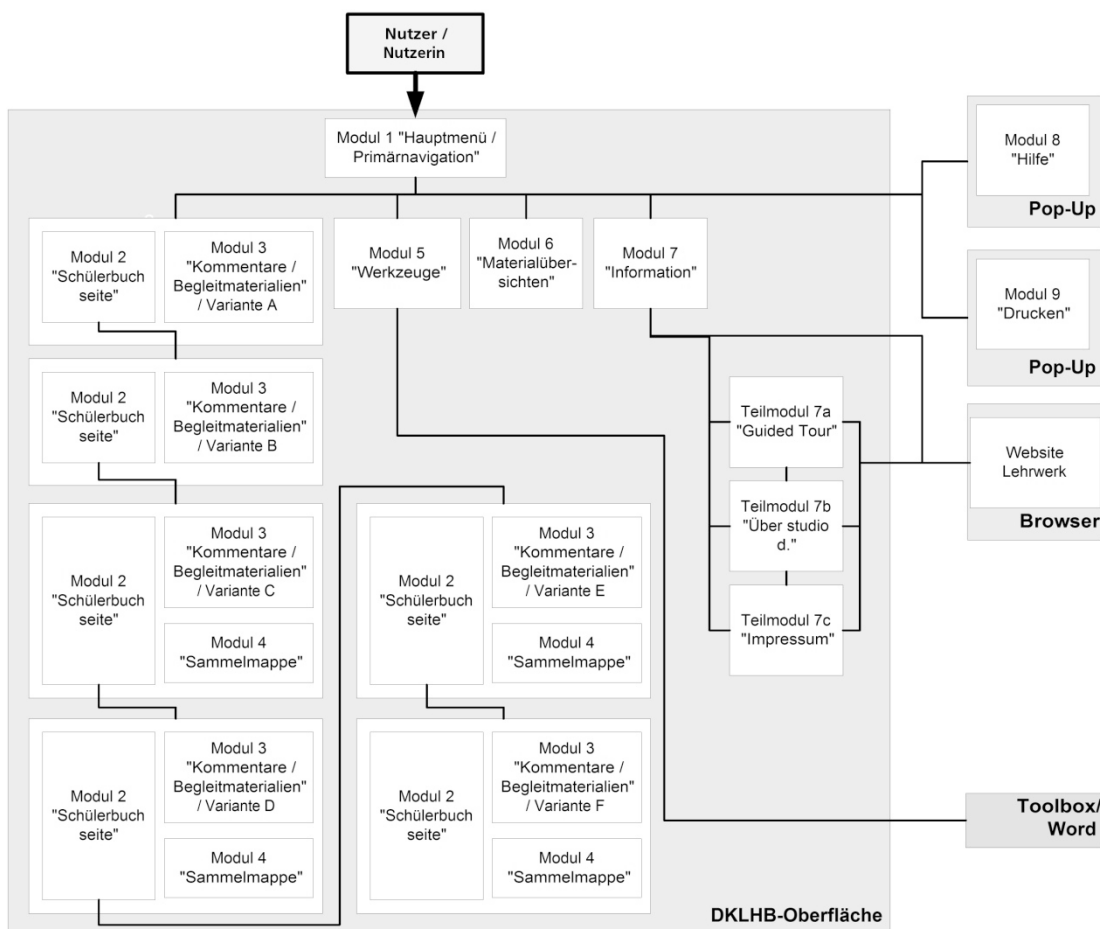 Nutzer /
Nutzerin
Modul 1 "Hauptmenü /
Primärnavigation"
Modul 8
"Hilfe"
Pop-Up
Modul 2
"Schülerbuch
seite"
Modul 3
"Kommentare /
Begleitmaterialien"
/ Variante A
Modul 5
"Werkzeuge"
Modul 6
"Materialüber-
sichten"
Modul 7
"Information"
Modul 9
"Drucken"
Pop-Up
Modul 2
"Schülerbuch
seite"
Modul 3
"Kommentare /
Begleitmaterialien"
/ Variante B
Teilmodul 7a
"Guided Tour"
Website
Lehrwerk
Browser
Teilmodul 7b
"Über studio
d."
Teilmodul 7c
"Impressum"
Modul 2
"Schülerbuch
seite"
Modul 3
"Kommentare /
Begleitmaterialien"
/ Variante C
Modul 4
"Sammelmappe"
Modul 2
"Schülerbuch
seite"
Modul 3
"Kommentare /
Begleitmaterialien"
/ Variante E
Modul 4
"Sammelmappe"
Modul 2
"Schülerbuch
seite"
Modul 3
"Kommentare /
Begleitmaterialien"
/ Variante D
Modul 4
"Sammelmappe"
Modul 2
"Schülerbuch
seite"
Modul 3
"Kommentare /
Begleitmaterialien"
/ Variante F
Modul 4
"Sammelmappe"
Toolbox/
Word
DKLHB-Oberfläche